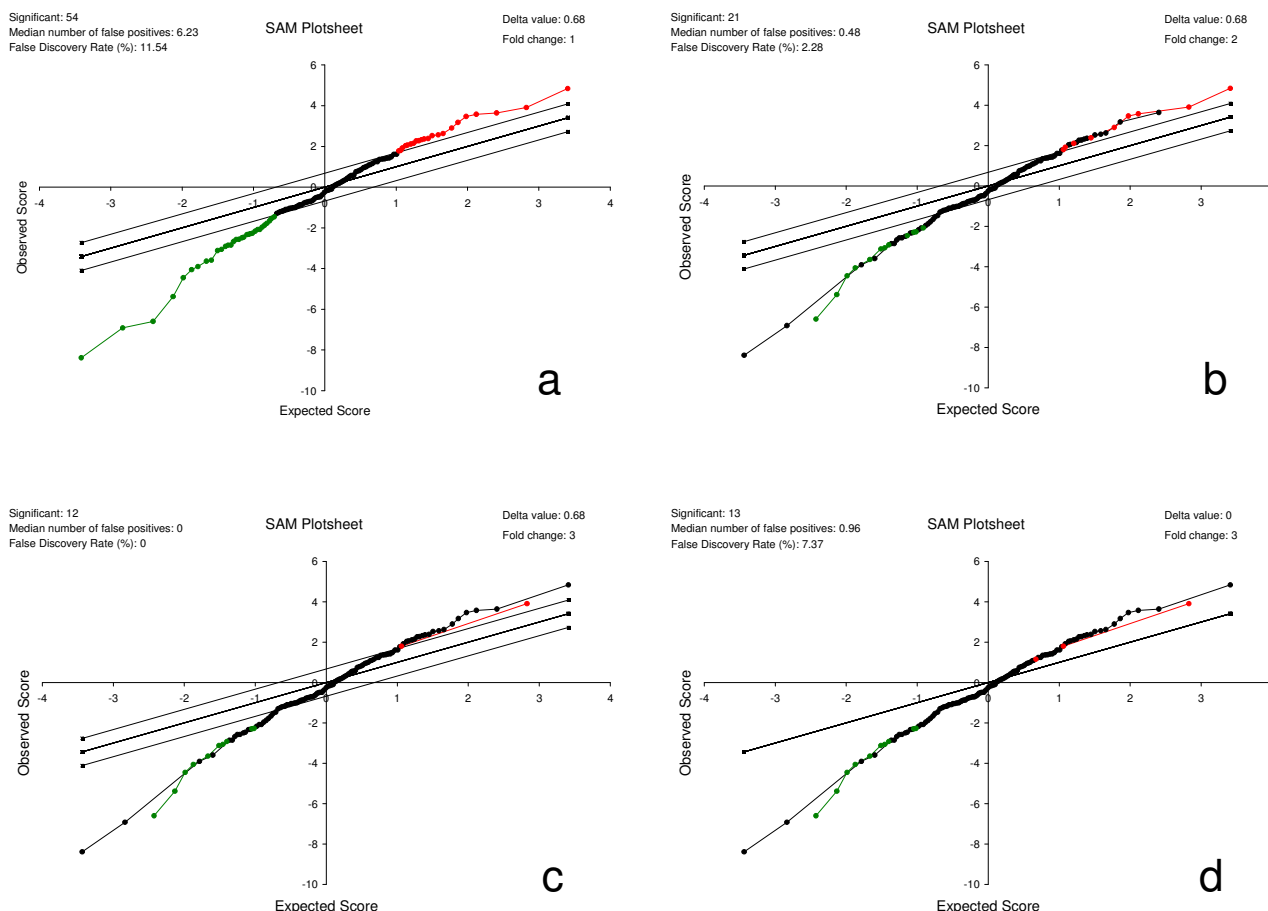 Significant: 54
Median number of false positives: 6.23
False Discovery Rate (%): 11.54
SAM Plotsheet
Delta value: 0.68
Fold change: 1
6
4
2
0
-4
-3
-2
-1
0
1
2
3
4
-2
-4
-6
-8
-10
Observed Score
Expected Score
a
Significant: 21
Median number of false positives: 0.48
False Discovery Rate (%): 2.28
SAM Plotsheet
Delta value: 0.68
Fold change: 2
6
4
2
0
-4
-3
-2
-1
0
1
2
3
-2
-4
-6
-8
-10
Observed Score
Expected Score
b
Significant: 12
Median number of false positives: 0
False Discovery Rate (%): 0
SAM Plotsheet
Delta value: 0.68
Fold change: 3
6
4
2
0
-4
-3
-2
-1
0
1
2
3
4
-2
-4
-6
-8
-10
Observed Score
Expected Score
c
Significant: 13
Median number of false positives: 0.96
False Discovery Rate (%): 7.37
SAM Plotsheet
Delta value: 0
Fold change: 3
6
4
2
0
-4
-3
-2
-1
0
1
2
3
-2
-4
-6
-8
-10
Observed Score
Expected Score
d